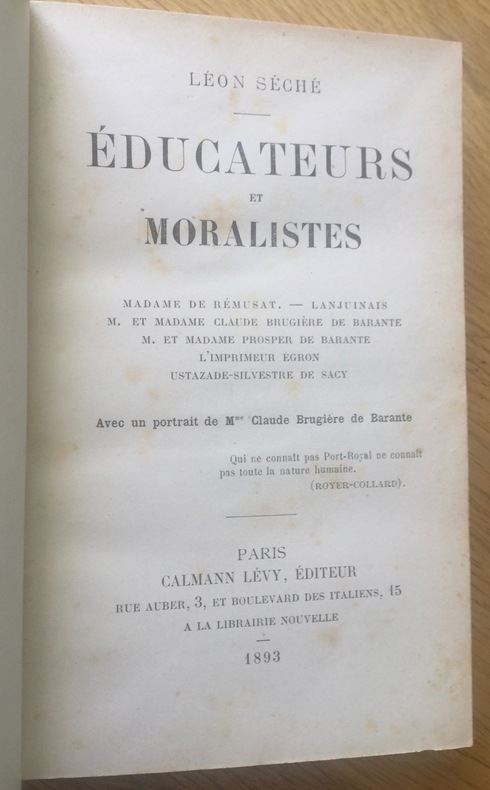 LÉON SÉCHÉ
ÉDUCATEURS
ET
MORALISTES
MADAME DE RÉMUSAT. — LANJUINAIS
M. ET MADAME CLAUDE BRUGIÈRE DE BARANTE
M. ET MADAME PROSPER DE BARANTE
L'IMPRIMEUR ÉGRON
USTAZADE-SILVESTRE DE SACY
Avec un portrait de Mme Claude Brugière de Barante
Qui ne connaît pas Port-Royal ne connaît
pas toute la nature humaine.
(ROYER-COLLARD).
PARIS
CALMANN LÉVY, ÉDITEUR
RUE AUBER, 3, ET BOULEVARD DES ITALIENS, 15
A LA LIBRAIRIE NOUVELLE
1893